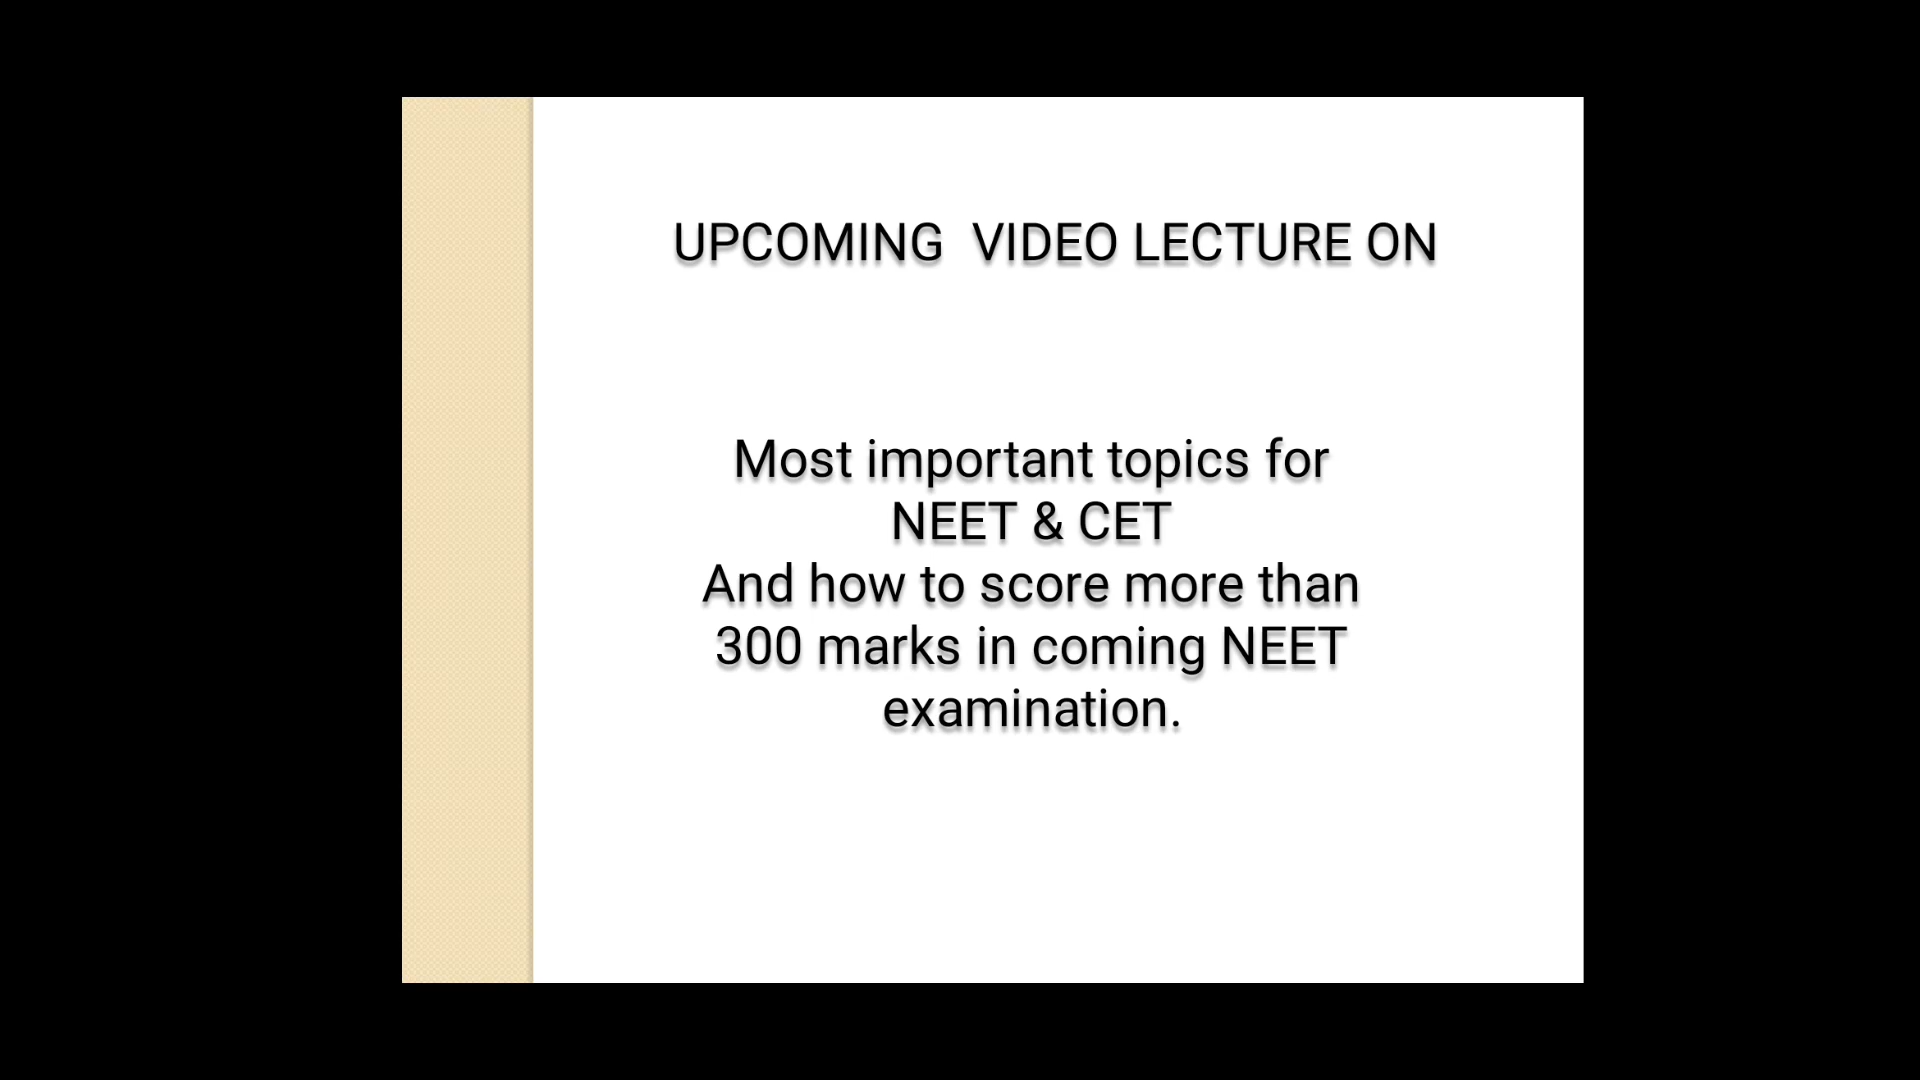 UPCOMING  VIDEO LECTURE ON
Most important topics for
NEET & CET
And how to score more than
300 marks in coming NEET
examination.